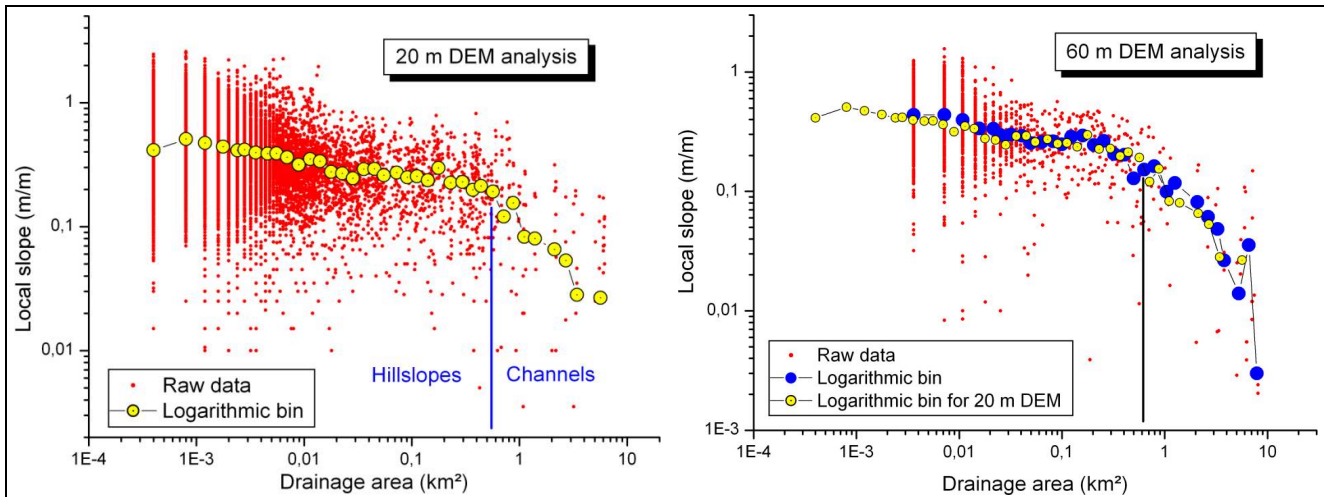 20 m DEM analysis
Local slope (m/m)
1
0,1
0,01
Hillslopes
Channels
Raw data
Logarithmic bin
1E-4
1E-3
0,01
0,1
1
10
Drainage area (km²)
60 m DEM analysis
Local slope (m/m)
1
0,1
0,01
1E-3
Raw data
Logarithmic bin
Logarithmic bin for 20 m DEM
1E-4
1E-3
0,01
0,1
1
10
Drainage area (km²)